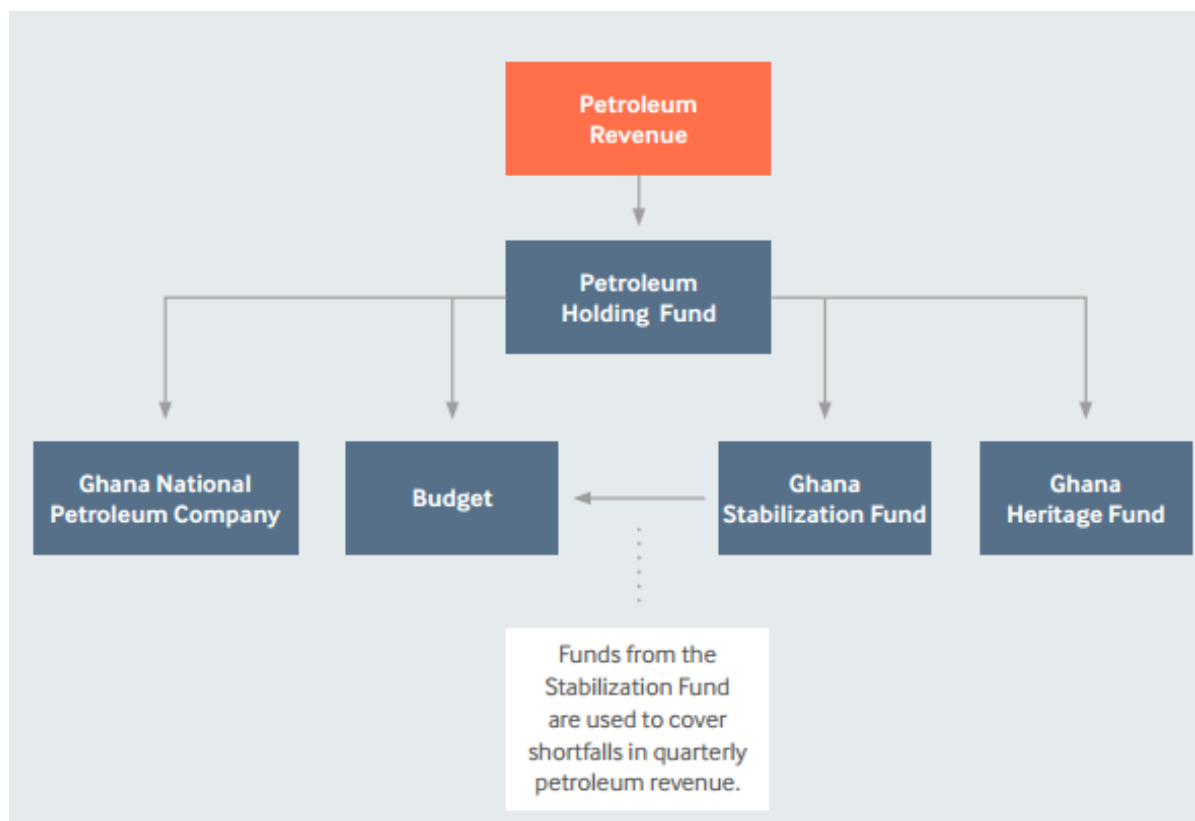 Petroleum
Revenue
Petroleum
Holding Fund
Ghana National
Petroleum Company
Budget
Ghana
Stabilization Fund
Ghana
Heritage Fund
Funds from the
Stabilization Fund
are used to cover
shortfalls in quarterly
petroleum revenue.